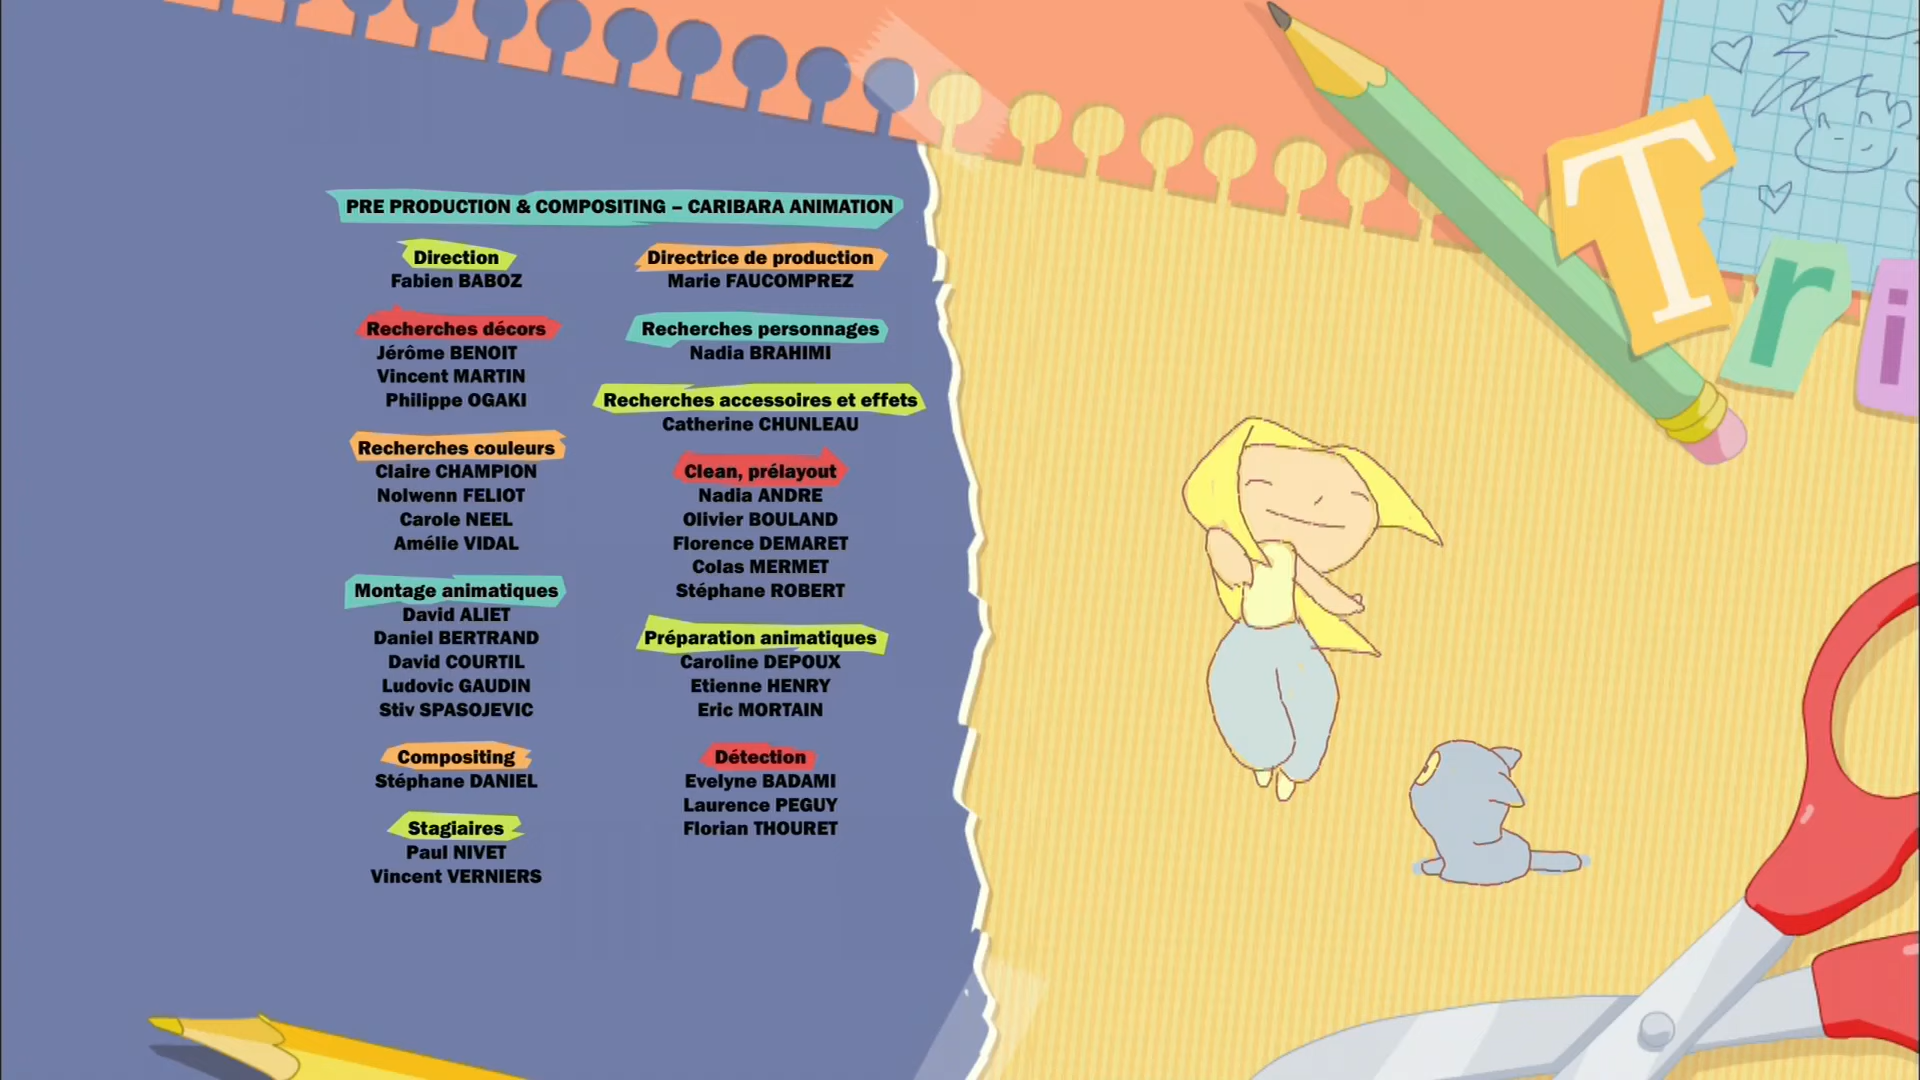 PRE PRODUCTION & COMPOSITING – CARIBARA ANIMATION
Direction
Fabien BABOZ
Recherches décors
Jérôme BENOIT
Vincent MARTIN
Philippe OGAKI
Recherches couleurs
Claire CHAMPION
Nolwenn FELIOT
Carole NEEL
Amélie VIDAL
Montage animatiques
David ALIET
Daniel BERTRAND
David COURTIL
Ludovic GAUDIN
Stiv SPASOJEVIC
Compositing
Stéphane DANIEL
Stagiaires
Paul NIVET
Vincent VERNIERS
Directrice de production
Marie FAUCOMPREZ
Recherches personnages
Nadia BRAHIMI
Recherches accessoires et effets
Catherine CHUNLEAU
Clean, prélayout
Nadia ANDRE
Olivier BOULAND
Florence DEMARET
Colas MERMET
Stéphane ROBERT
Préparation animatiques
Caroline DEPOUX
Etienne HENRY
Eric MORTAIN
Détection
Evelyne BADAMI
Laurence PEGUY
Florian THOURET
Tri